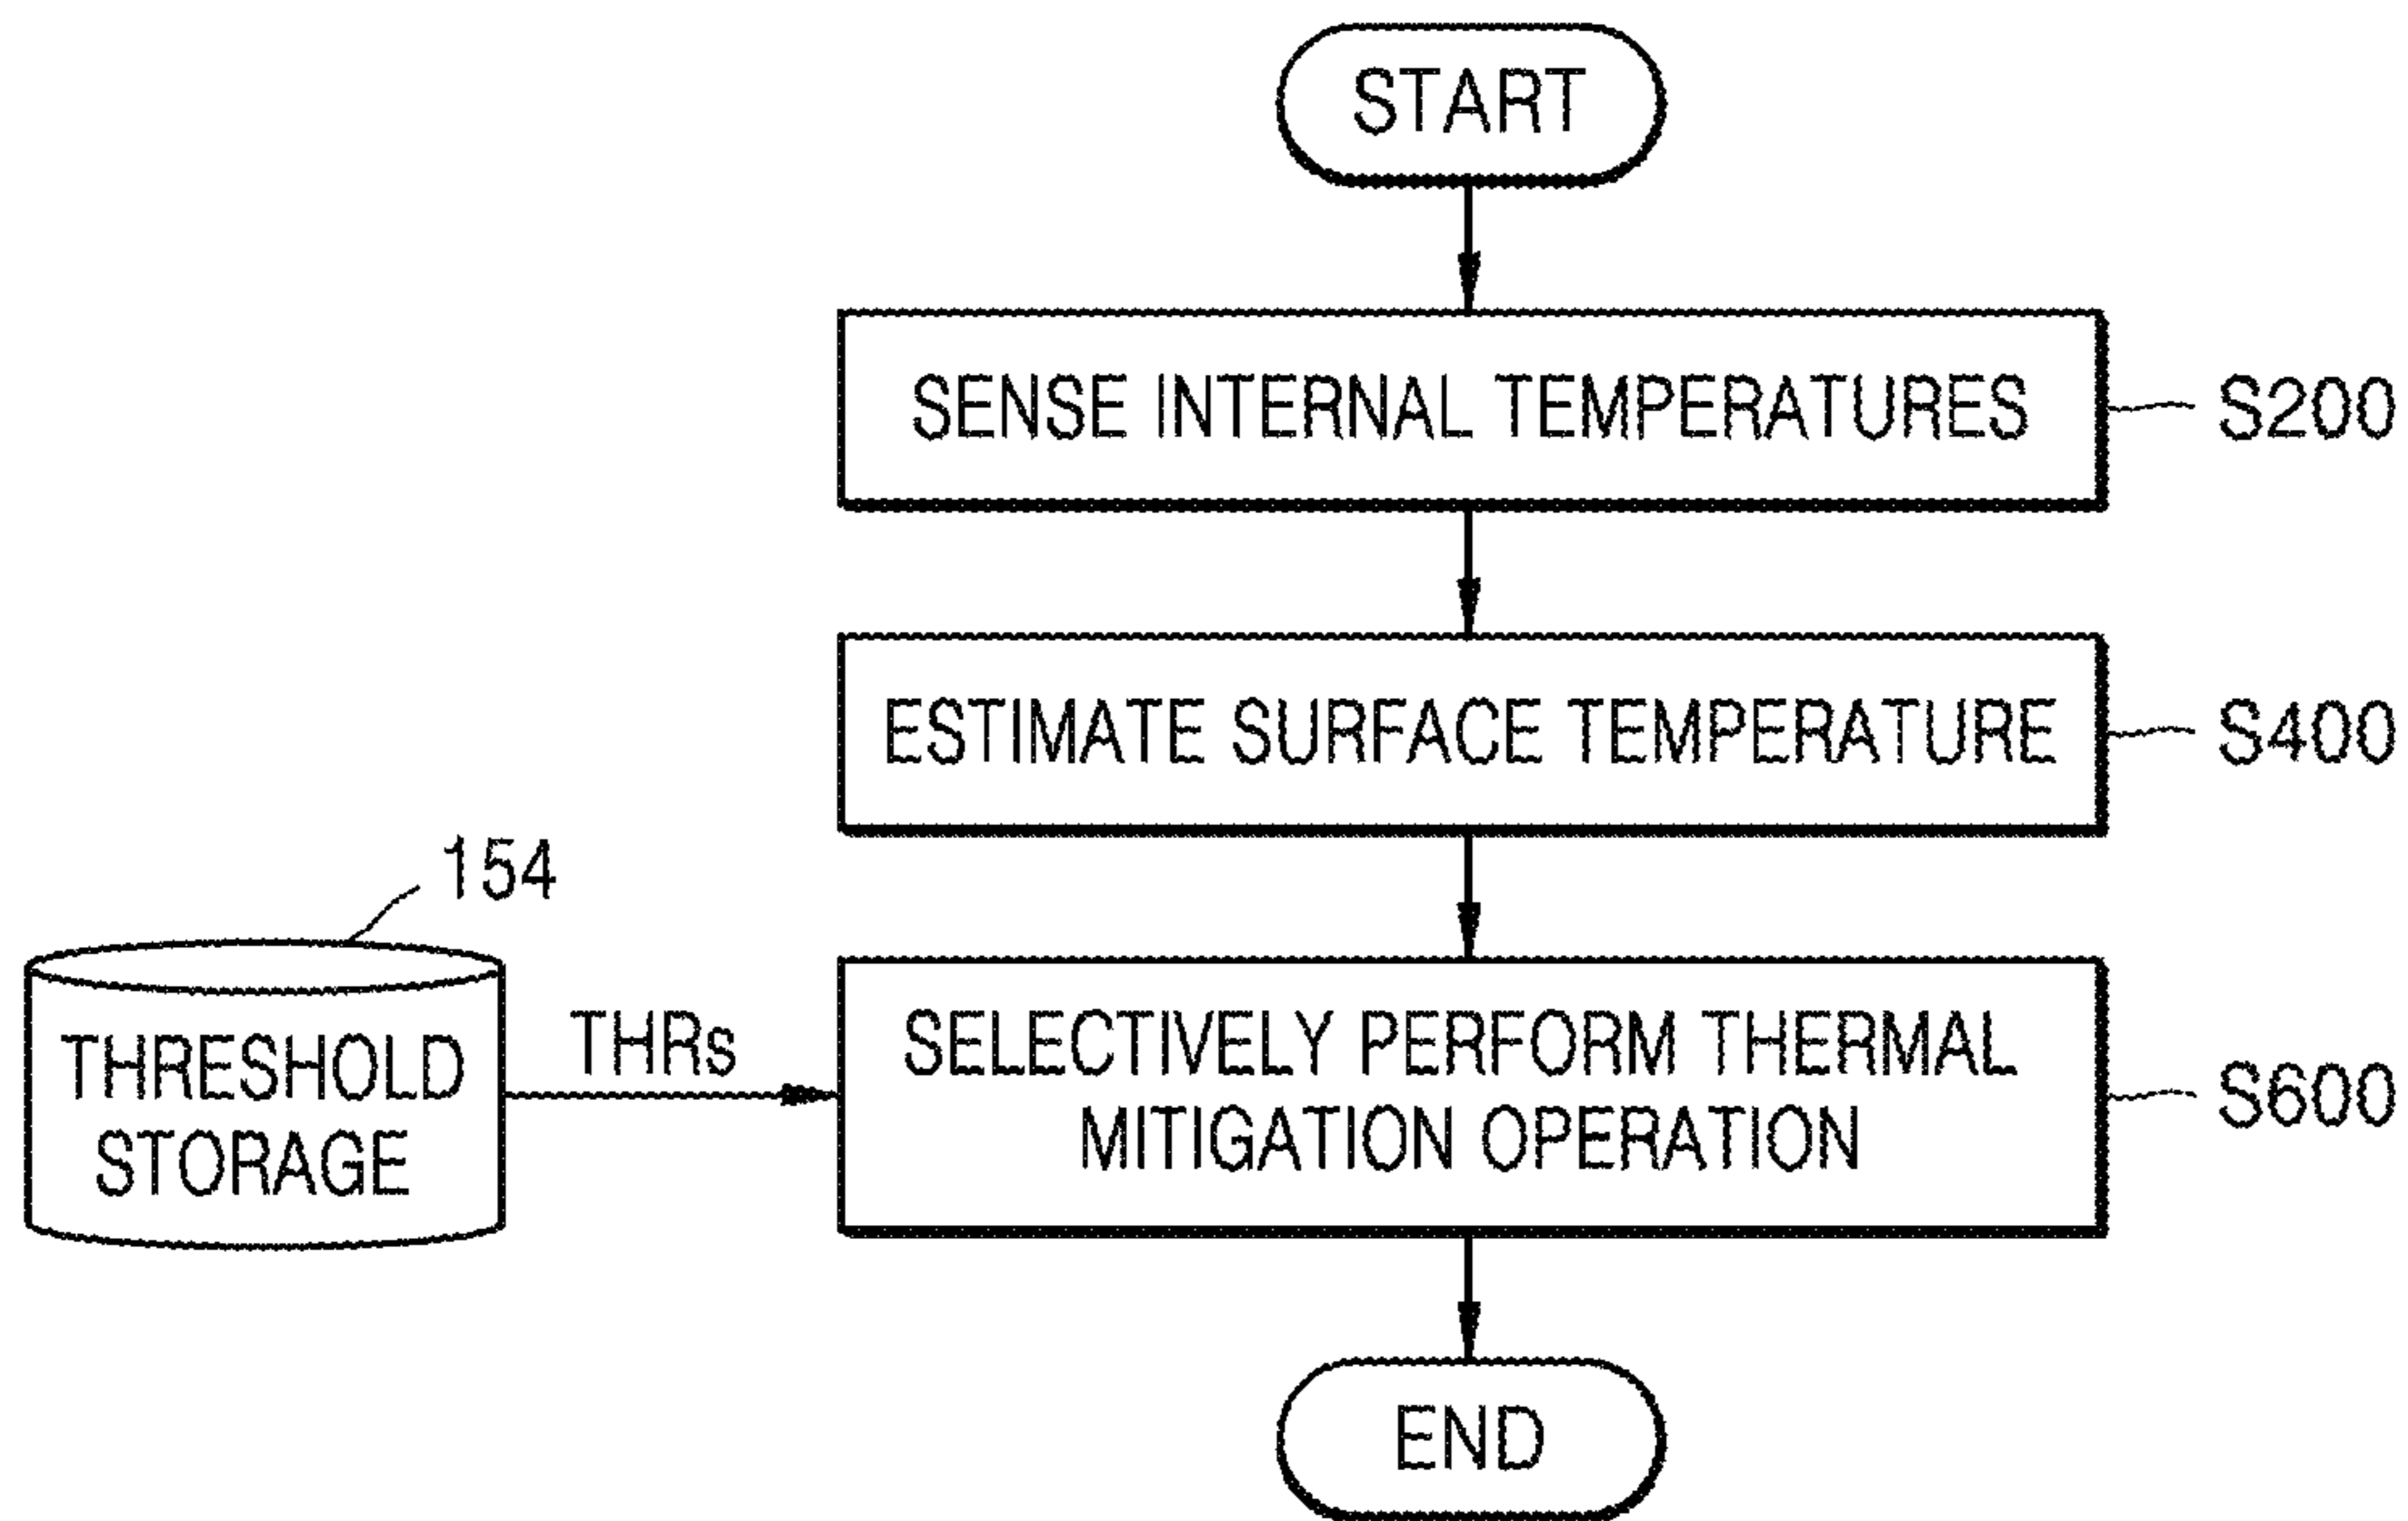 START
SENSE INTERNAL TEMPERATURES
S200
ESTIMATE SURFACE TEMPERATURE
S400
154
THRESHOLD
STORAGE
THRs
SELECTIVELY PERFORM THERMAL
MITIGATION OPERATION
S600
END